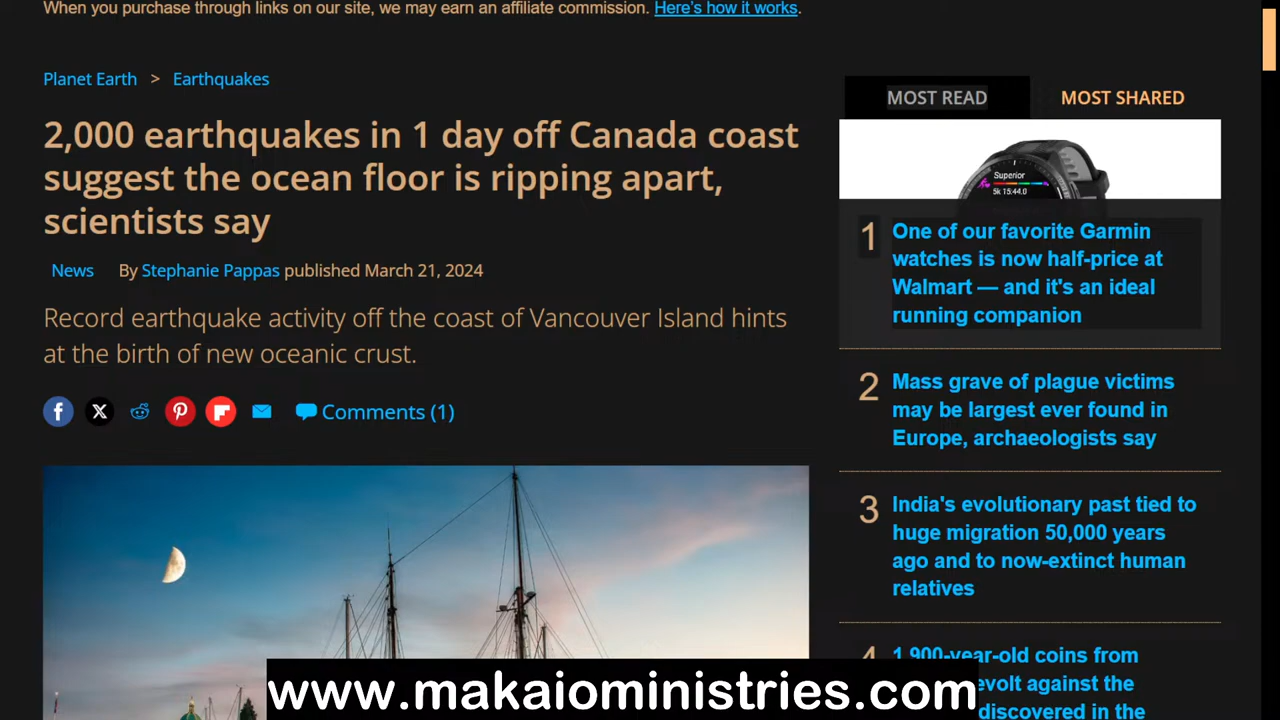 When you purchase through links on our site, we may earn an affiliate commission. Here's how it works.
Planet Earth > Earthquakes
2,000 earthquakes in 1 day off Canada coast
suggest the ocean floor is ripping apart,
scientists say
News By Stephanie Pappas published March 21, 2024
Record earthquake activity off the coast of Vancouver Island hints
at the birth of new oceanic crust.
Comments (1)
MOST READ MOST SHARED
Superior
5k 15:44.0
1 One of our favorite Garmin
watches is now half-price at
Walmart — and it's an ideal
running companion
2 Mass grave of plague victims
may be largest ever found in
Europe, archaeologists say
3 India's evolutionary past tied to
huge migration 50,000 years
ago and to now-extinct human
relatives
4 1,900-year-old coins from
evolt against the
discovered in the
www.makaioministries.com